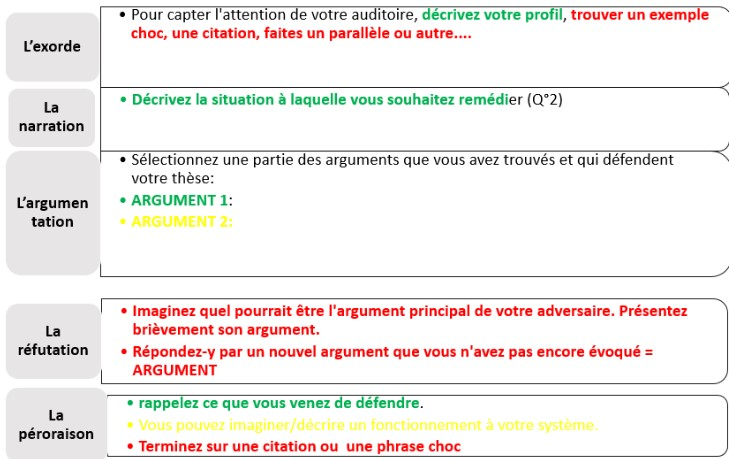 L’exorde
• Pour capter l'attention de votre auditoire, décrivez votre profil, trouver un exemple
choc, une citation, faites un parallèle ou autre....
La
narration
• Décrivez la situation à laquelle vous souhaitez remédier (Q°2)
L’argumen
tation
• Sélectionnez une partie des arguments que vous avez trouvés et qui défendent
votre thèse:
• ARGUMENT 1:
• ARGUMENT 2:
La
réfutation
• Imaginez quel pourrait être l'argument principal de votre adversaire. Présentez
brièvement son argument.
• Répondez-y par un nouvel argument que vous n'avez pas encore évoqué =
ARGUMENT
La
péroraison
• rappelez ce que vous venez de défendre.
• Vous pouvez imaginer/décrire un fonctionnement à votre système.
• Terminez sur une citation ou une phrase choc